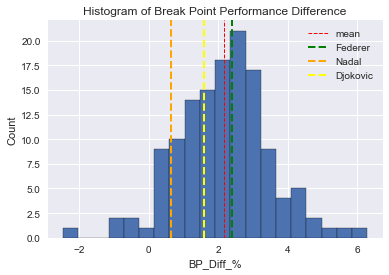 Histogram of Break Point Performance Difference
20.0
17.5
15.0
12.5
10.0
7.5
5.0
2.5
0.0
Count
mean
Federer
Nadal
Djokovic
−2
0
2
4
6
BP_Diff_%